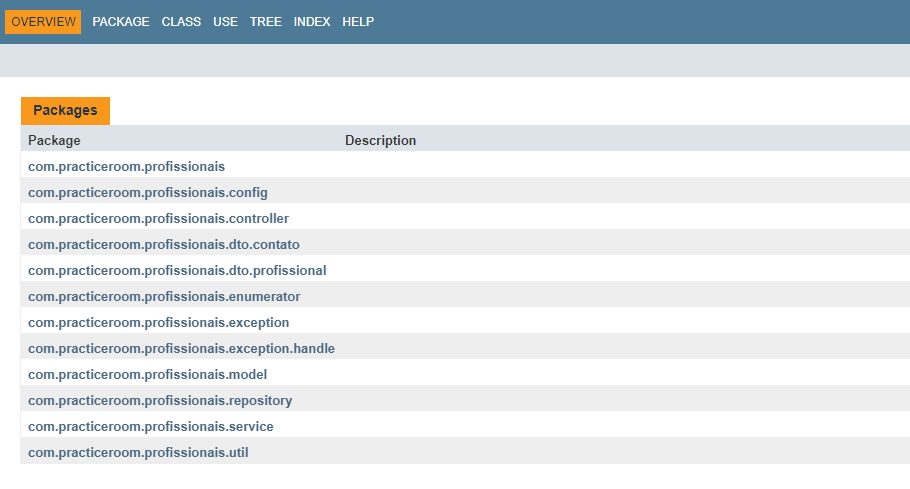 OVERVIEW PACKAGE CLASS USE TREE INDEX HELP
Packages
Package Description
com.practiceroom.profissionais
com.practiceroom.profissionais.config
com.practiceroom.profissionais.controller
com.practiceroom.profissionais.dto.contato
com.practiceroom.profissionais.dto.profissional
com.practiceroom.profissionais.enumerator
com.practiceroom.profissionais.exception
com.practiceroom.profissionais.exception.handle
com.practiceroom.profissionais.model
com.practiceroom.profissionais.repository
com.practiceroom.profissionais.service
com.practiceroom.profissionais.util